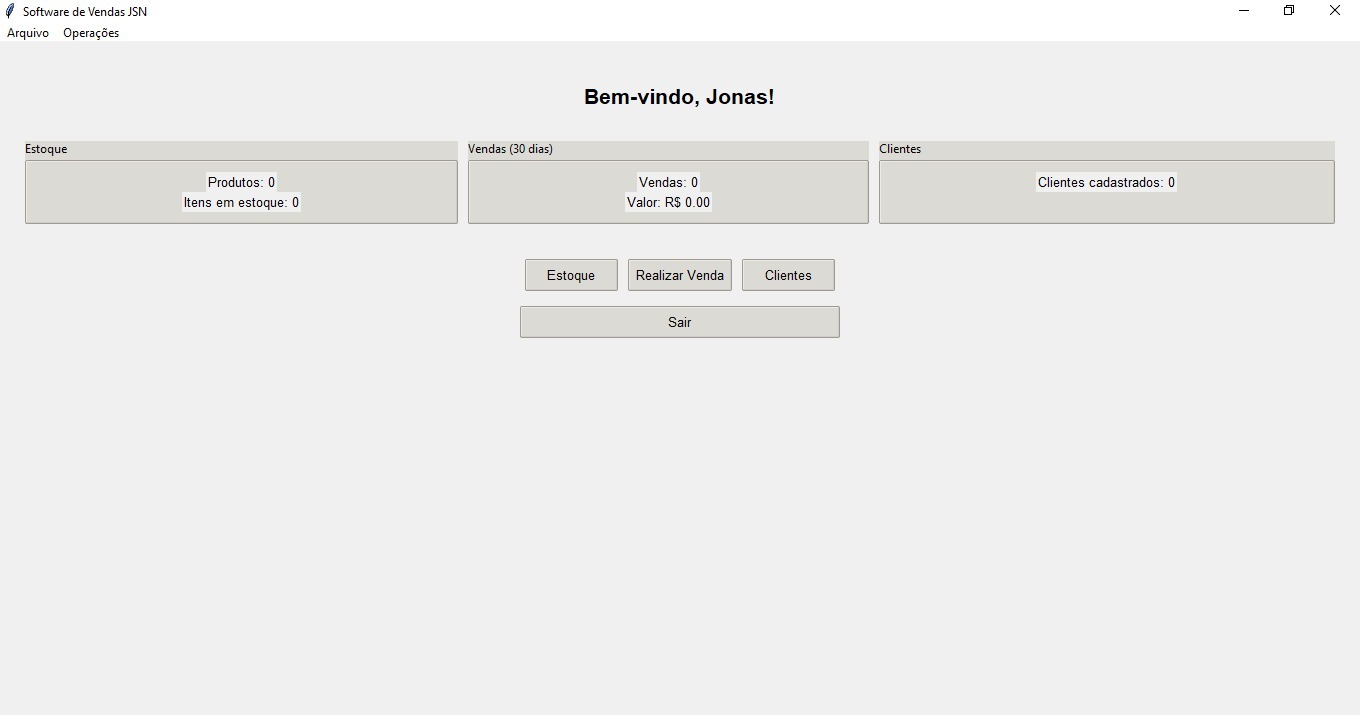 Software de Vendas JSN
Arquivo Operações
Bem-vindo, Jonas!
Estoque
Produtos: 0
Itens em estoque: 0
Vendas (30 dias)
Vendas: 0
Valor: R$ 0.00
Clientes
Clientes cadastrados: 0
Estoque Realizar Venda Clientes
Sair